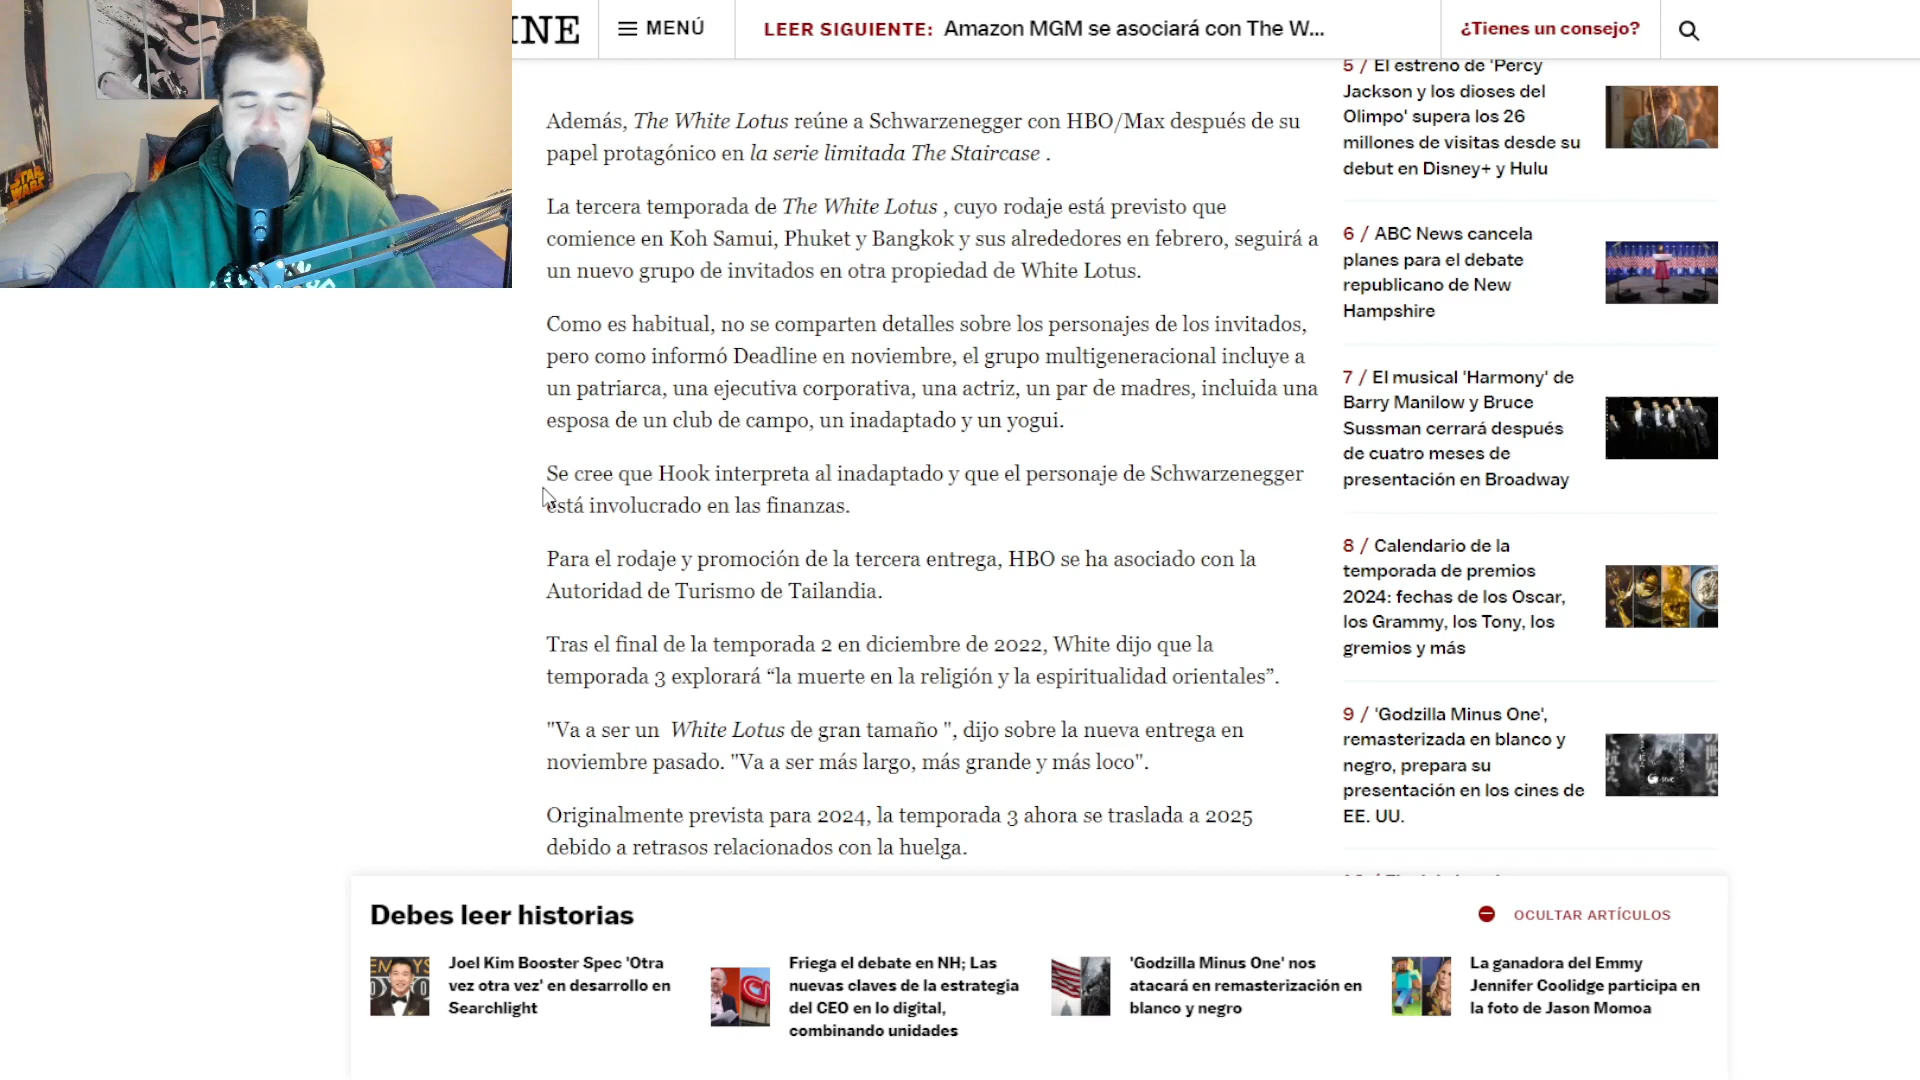 STAR
WARS
INE
MENÚ
LEER SIGUIENTE: Amazon MGM se asociará con The W...
¿Tienes un consejo?
Además, The White Lotus reúne a Schwarzenegger con HBO/Max después de su
papel protagónico en la serie limitada The Staircase .
La tercera temporada de The White Lotus , cuyo rodaje está previsto que
comience en Koh Samui, Phuket y Bangkok y sus alrededores en febrero, seguirá a
un nuevo grupo de invitados en otra propiedad de White Lotus.
Como es habitual, no se comparten detalles sobre los personajes de los invitados,
pero como informó Deadline en noviembre, el grupo multigeneracional incluye a
un patriarca, una ejecutiva corporativa, una actriz, un par de madres, incluida una
esposa de un club de campo, un inadaptado y un yogui.
Se cree que Hook interpreta al inadaptado y que el personaje de Schwarzenegger
está involucrado en las finanzas.
Para el rodaje y promoción de la tercera entrega, HBO se ha asociado con la
Autoridad de Turismo de Tailandia.
Tras el final de la temporada 2 en diciembre de 2022, White dijo que la
temporada 3 explorará “la muerte en la religión y la espiritualidad orientales”.
"Va a ser un White Lotus de gran tamaño ", dijo sobre la nueva entrega en
noviembre pasado. "Va a ser más largo, más grande y más loco".
Originalmente prevista para 2024, la temporada 3 ahora se traslada a 2025
debido a retrasos relacionados con la huelga.
5 / El estreno de 'Percy
Jackson y los dioses del
Olimpo' supera los 26
millones de visitas desde su
debut en Disney+ y Hulu
6 / ABC News cancela
planes para el debate
republicano de New
Hampshire
7 / El musical 'Harmony' de
Barry Manilow y Bruce
Sussman cerrará después
de cuatro meses de
presentación en Broadway
8 / Calendario de la
temporada de premios
2024: fechas de los Oscar,
los Grammy, los Tony, los
gremios y más
9 / 'Godzilla Minus One',
remasterizada en blanco y
negro, prepara su
presentación en los cines de
EE. UU.
Debes leer historias
OCULTAR ARTÍCULOS
Joel Kim Booster Spec 'Otra
vez otra vez' en desarrollo en
Searchlight
Friega el debate en NH; Las
nuevas claves de la estrategia
del CEO en lo digital,
combinando unidades
'Godzilla Minus One' nos
atacará en remasterización en
blanco y negro
La ganadora del Emmy
Jennifer Coolidge participa en
la foto de Jason Momoa